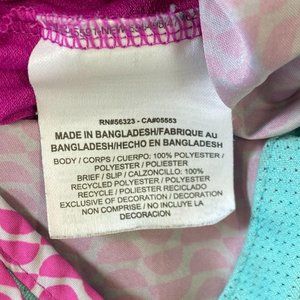 RN#56323 - CA#05553
MADE IN BANGLADESH/FABRIQUE AU
BANGLADESH/HECHO EN BANGLADESH
BODY / CORPS / CUERPO: 100% POLYESTER
/ POLYESTER / POLIESTER
BRIEF / SLIP / CALZONCILLO: 100%
RECYCLED POLYESTER / POLYESTER
RECYCLÉ / POLIESTER RECICLADO
EXCLUSIVE OF DECORATION / DECORATION
NON COMPRISE / NO INCLUYE LA
DECORACION